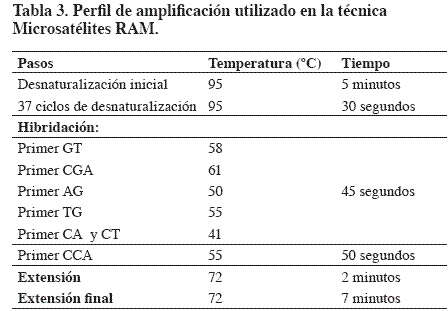 Tabla 3. Perfil de amplificación utilizado en la técnica
Microsatélites RAM.
Pasos Temperatura (°C) Tiempo
Desnaturalización inicial 95 5 minutos
37 ciclos de desnaturalización 95 30 segundos
Hibridación:
Primer GT 58
Primer CGA 61
Primer AG 50 45 segundos
Primer TG 55
Primer CA y CT 41
Primer CCA 55 50 segundos
Extensión 72 2 minutos
Extensión final 72 7 minutos